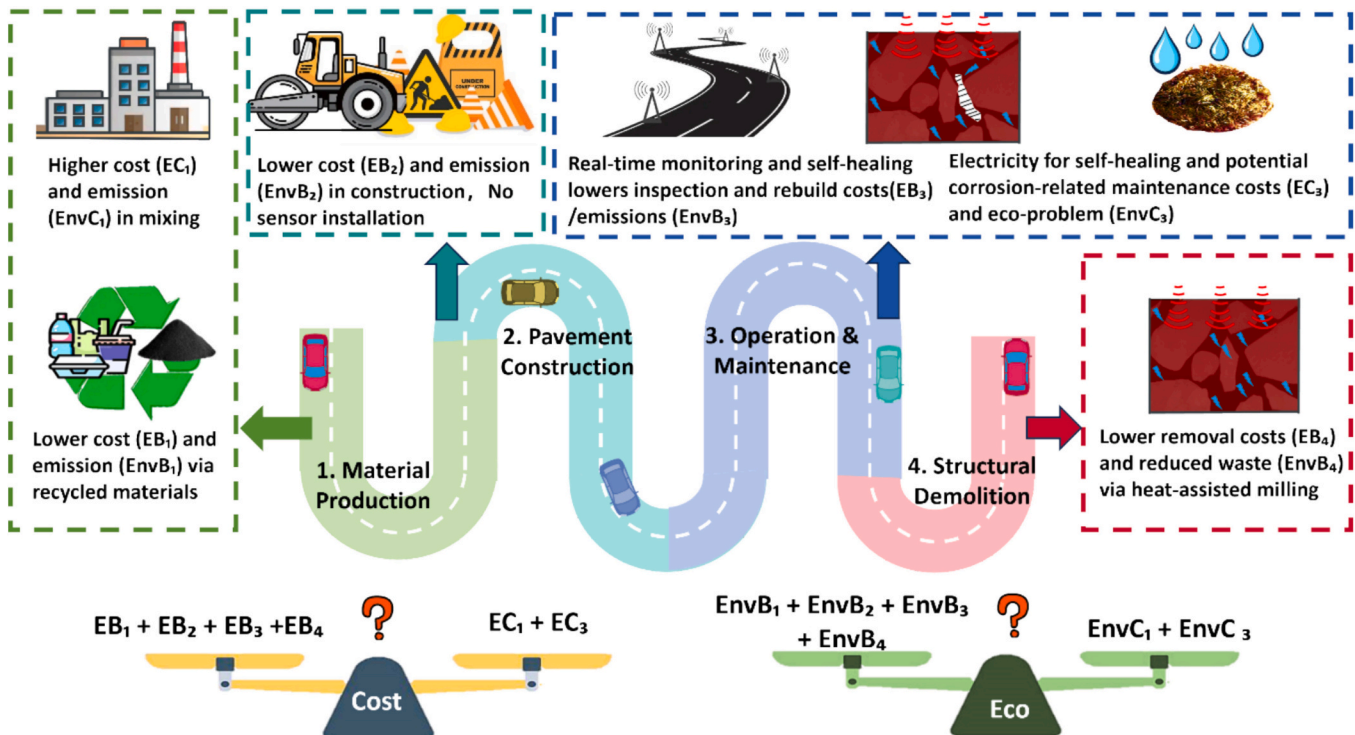 Higher cost (EC₁)
and emission
(EnvC₁) in mixing
Lower cost (EB₁) and
emission (EnvB₁) via
recycled materials
UNDER
CONSTRUCTION
Lower cost (EB₂) and emission
(EnvB₂) in construction, No
sensor installation
Real-time monitoring and self-healing
lowers inspection and rebuild costs(EB₃)
/emissions (EnvB₃)
Electricity for self-healing and potential
corrosion-related maintenance costs (EC₃)
and eco-problem (EnvC₃)
1. Material
Production
2. Pavement
Construction
3. Operation &
Maintenance
4. Structural
Demolition
Lower removal costs (EB₄)
and reduced waste (EnvB₄)
via heat-assisted milling
EB₁ + EB₂ + EB₃ +EB₄
?
EC₁ + EC₃
Cost
EnvB₁ + EnvB₂ + EnvB₃
+ EnvB₄
?
EnvC₁ + EnvC ₃
Eco